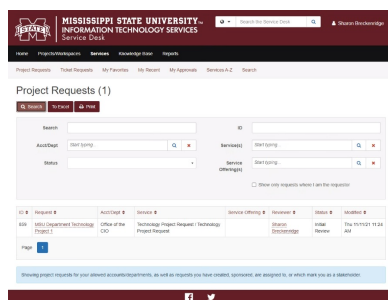 STATE
MISSISSIPPI STATE UNIVERSITY™
INFORMATION TECHNOLOGY SERVICES
Service Desk
Search the Service Desk
Sharon Breckenridge
Home Projects/Workspaces Services Knowledge Base Reports
Project Requests Ticket Requests My Favorites My Recent My Approvals Services A-Z Search
Project Requests (1)
Search To Excel Print
Search ID
Acct/Dept Start typing... Service(s) Start typing...
Status Service Offering(s) Start typing...
Show only requests where I am the requestor
ID Request Acct/Dept Service Service Offering Reviewer Status Modified
MSU Department Technology Project 1 Office of the CIO Technology Project Request / Technology Project Request Sharon Breckenridge Initial Review Thu 11/11/21 11:24 AM
Page 1
Showing project requests for your allowed accounts/departments, as well as requests you have created, sponsored, are assigned to, or which mark you as a stakeholder.